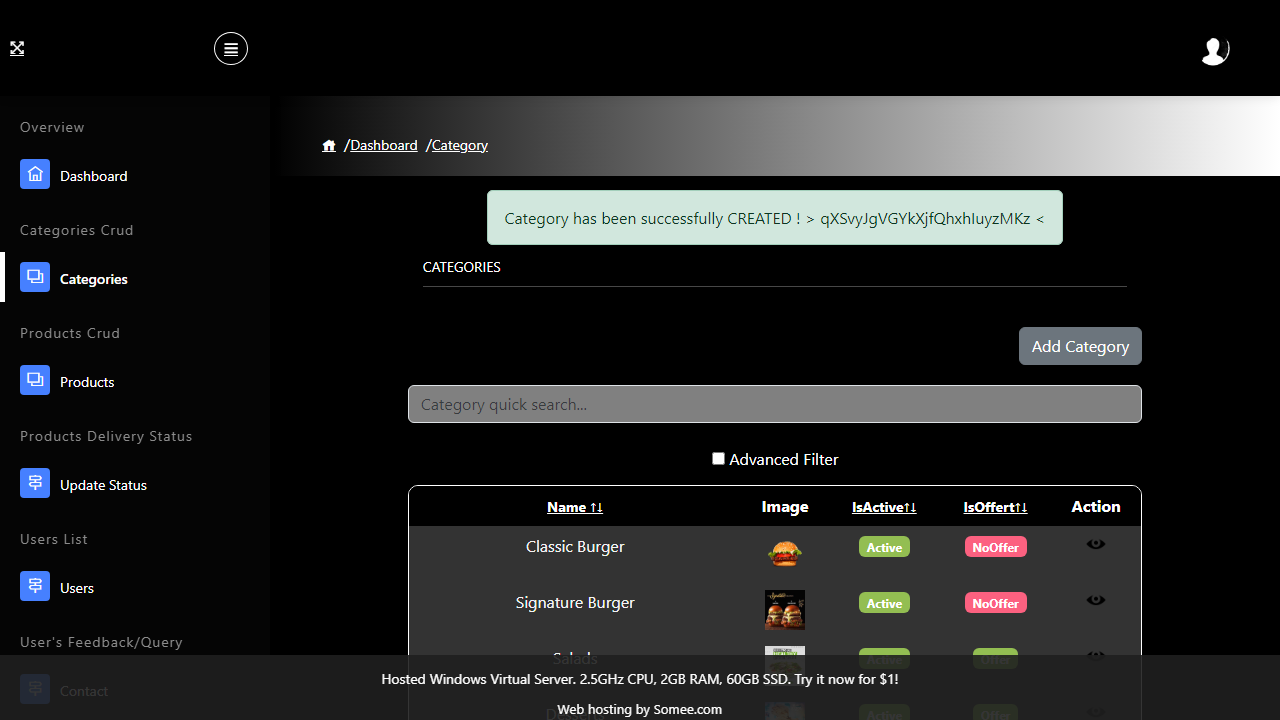 Overview
Dashboard
Categories Crud
Categories
Products Crud
Products
Products Delivery Status
Update Status
Users List
Users
User's Feedback/Query
Contact
/Dashboard /Category
Category has been successfully CREATED ! > qXSvyJgVGYkXjfQhxhIuyzMKz <
CATEGORIES
Add Category
Category quick search...
Advanced Filter
Name ↑↓ Image IsActive↑↓ IsOffert↑↓ Action
Classic Burger Active NoOffer
Signature Burger Active NoOffer
Salads Active Offer
Desserts Active Offer
Hosted Windows Virtual Server. 2.5GHz CPU, 2GB RAM, 60GB SSD. Try it now for $1!
Web hosting by Somee.com